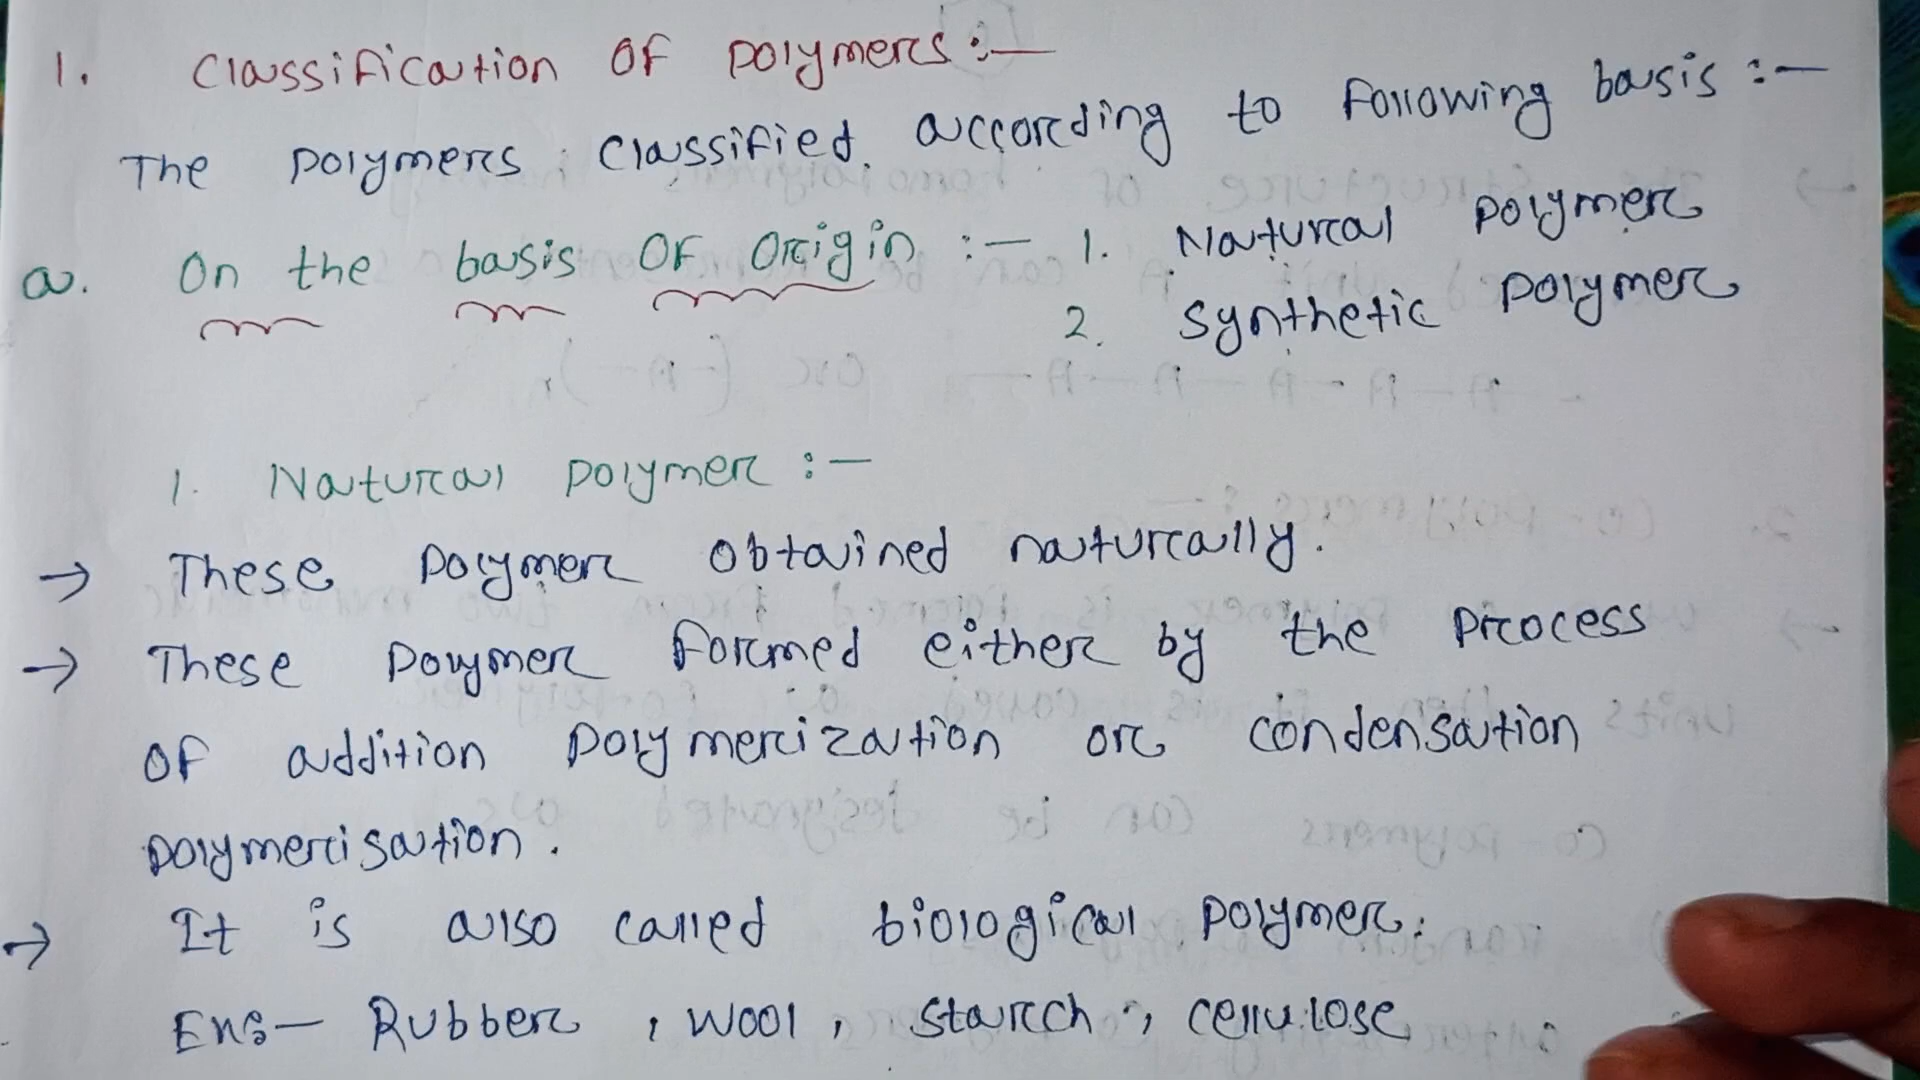 1. Classification OF polymers :—
The polymers classified according to following basis :—
a. On the basis OF Origin :— 1. Natural polymer
2. Synthetic polymer
1. Natural polymer :—
→ These polymer obtained naturally.
→ These polymer formed either by the process
OF addition polymerization or condensation
polymerisation.
→ It is also called biological polymer.
Ex:— Rubber, wool, starch, cellulose